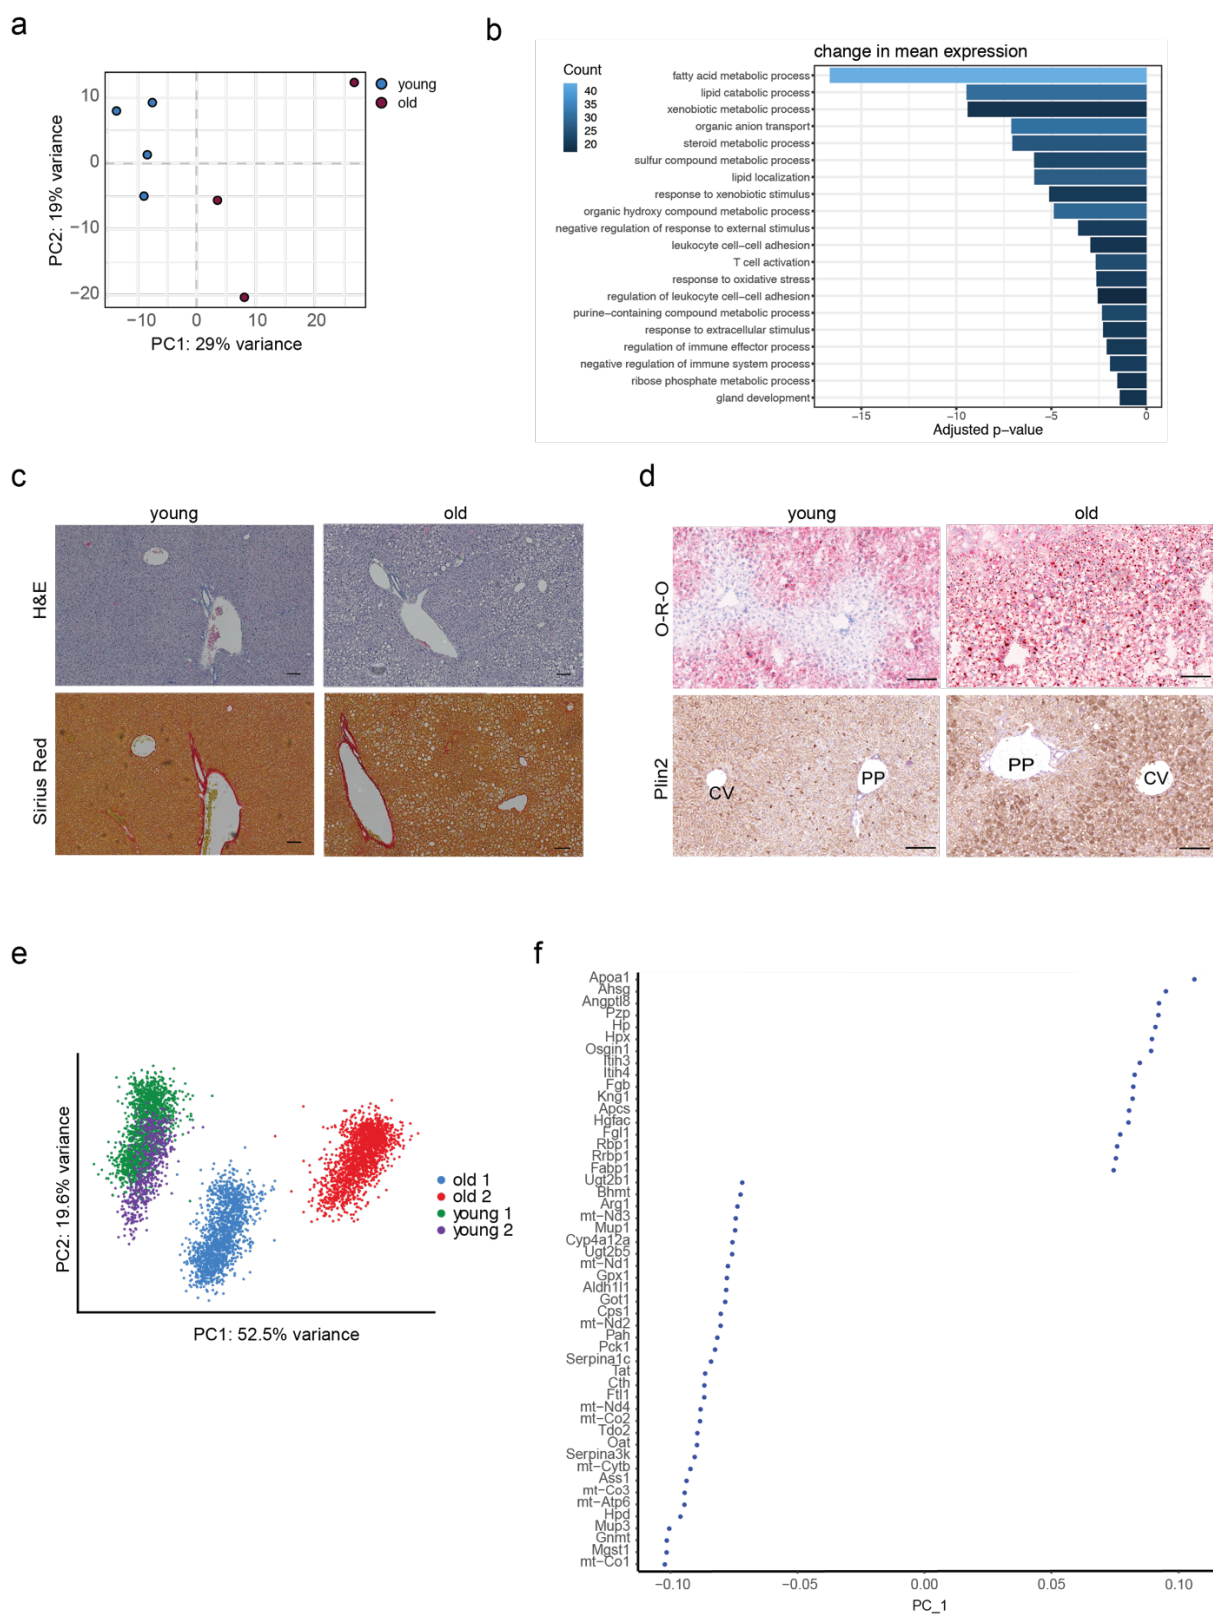 a
10
0
−10
−20
−10
0
10
20
PC2: 19% variance
PC1: 29% variance
young
old
b
change in mean expression
Count
40
35
30
25
20
fatty acid metabolic process
lipid catabolic process
xenobiotic metabolic process
organic anion transport
steroid metabolic process
sulfur compound metabolic process
lipid localization
response to xenobiotic stimulus
organic hydroxy compound metabolic process
negative regulation of response to external stimulus
leukocyte cell−cell adhesion
T cell activation
response to oxidative stress
regulation of leukocyte cell−cell adhesion
purine−containing compound metabolic process
response to extracellular stimulus
regulation of immune effector process
negative regulation of immune system process
ribose phosphate metabolic process
gland development
−15
−10
−5
0
Adjusted p−value
c
young
old
H&E
Sirius Red
d
young
old
O-R-O
Plin2
CV
PP
PP
CV
e
PC2: 19.6% variance
PC1: 52.5% variance
old 1
old 2
young 1
young 2
f
Apoa1
Ahsg
Angptl8
Pzp
Hp
Hpx
Osgin1
Itih3
Itih4
Fgb
Kng1
Apcs
Hgfac
Fgl1
Rbp1
Rrbp1
Fabp1
Ugt2b1
Bhmt
Arg1
mt−Nd3
Mup1
Cyp4a12a
Ugt2b5
mt−Nd1
Gpx1
Aldh1l1
Got1
Cps1
mt−Nd2
Pah
Pck1
Serpina1c
Tat
Cth
Ftl1
mt−Nd4
mt−Co2
Tdo2
Oat
Serpina3k
mt−Cytb
Ass1
mt−Co3
mt−Atp6
Hpd
Mup3
Gnmt
Mgst1
mt−Co1
−0.10
−0.05
0.00
0.05
0.10
PC_1